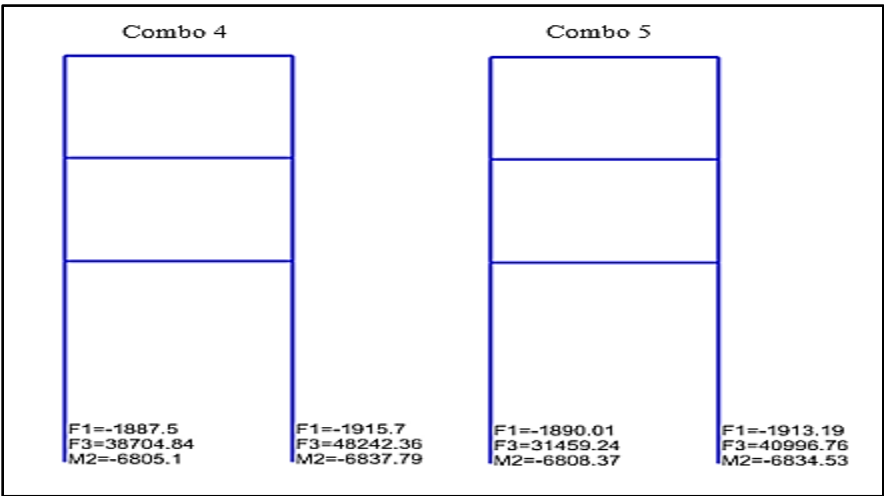 Combo 4
Combo 5
F1=-1887.5
F3=38704.84
M2=-6805.1
F1=-1915.7
F3=48242.36
M2=-6837.79
F1=-1890.01
F3=31459.24
M2=-6808.37
F1=-1913.19
F3=40996.76
M2=-6834.53